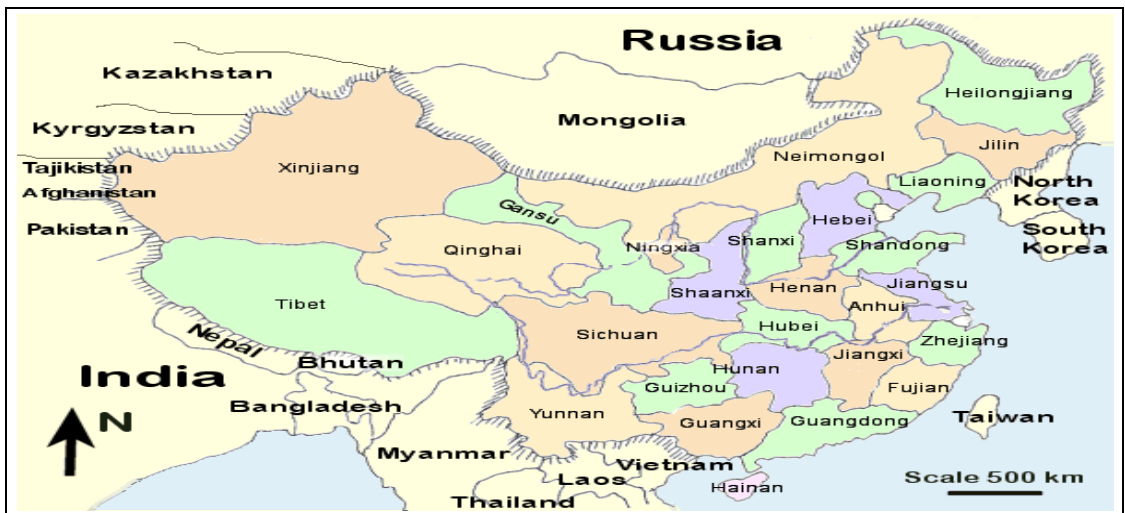 Russia
Kazakhstan
Heilongjiang
Mongolia
Kyrgyzstan
Jilin
Neimongol
Tajikistan
Xinjiang
Liaoning
North
Korea
Afghanistan
Gansu
Hebei
Pakistan
South
Korea
Qinghai
Ningxia
Shanxi
Shandong
Shaanxi
Henan
Jiangsu
Tibet
Anhui
Sichuan
Hubei
Zhejiang
Nepal
Bhutan
Jiangxi
India
Hunan
Guizhou
Fujian
Bangladesh
Yunnan
Guangxi
Guangdong
Taiwan
N
Myanmar
Vietnam
Laos
Scale 500 km
Hainan
Thailand